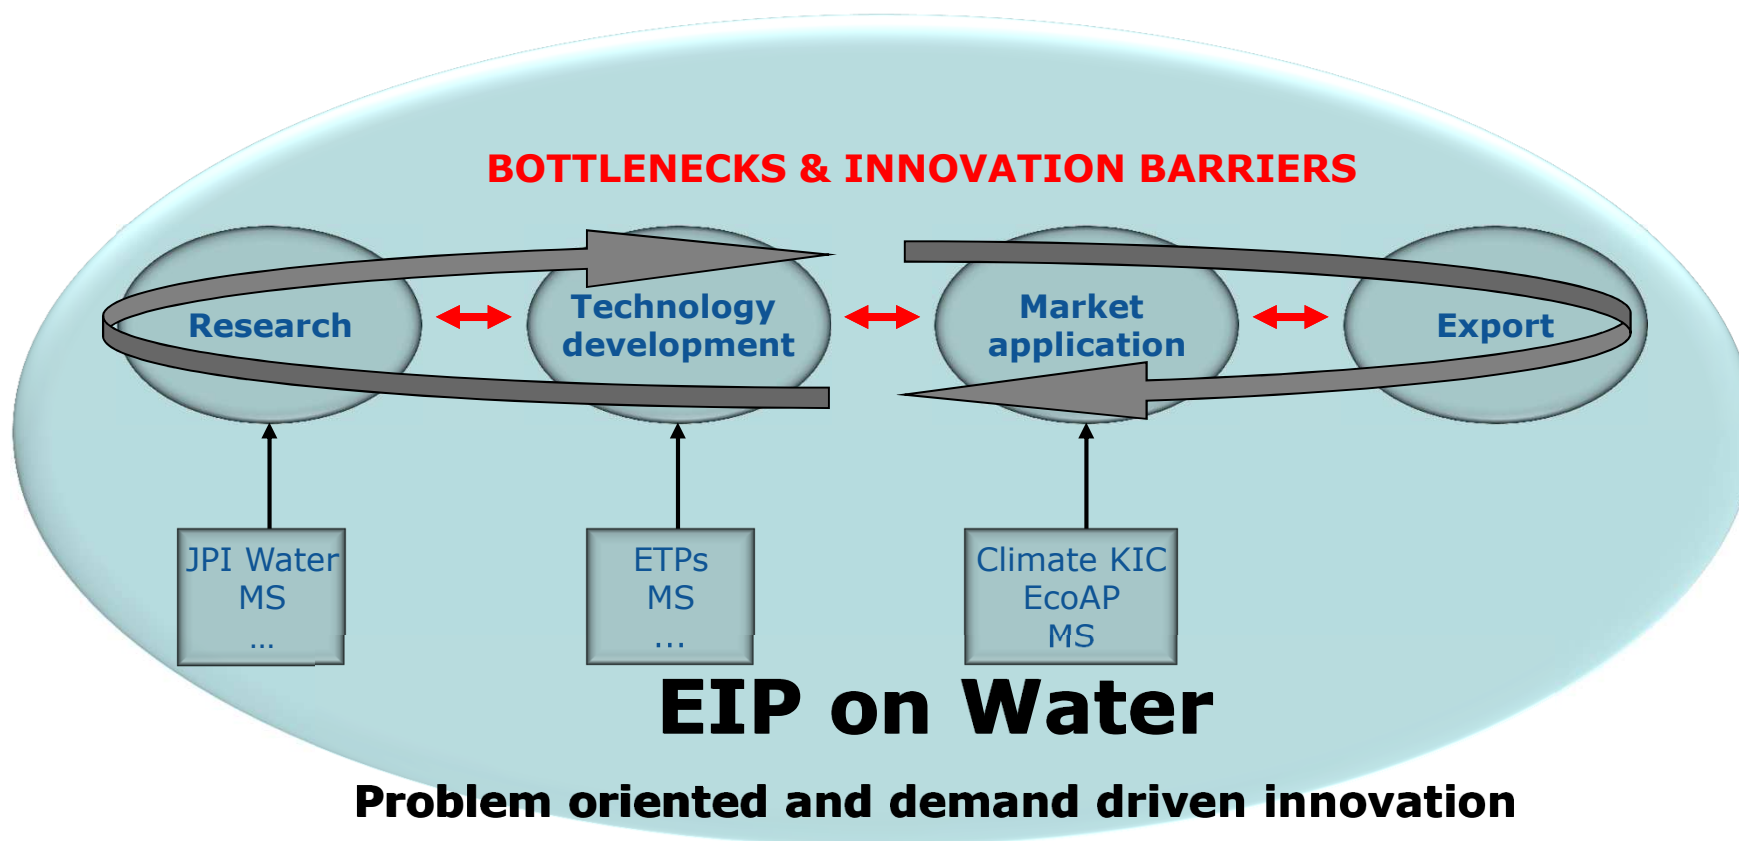 BOTTLENECKS & INNOVATION BARRIERS
Research
Technology
development
Market
application
Export
JPI Water
MS
...
ETPs
MS
...
Climate KIC
EcoAP
MS
EIP on Water
Problem oriented and demand driven innovation